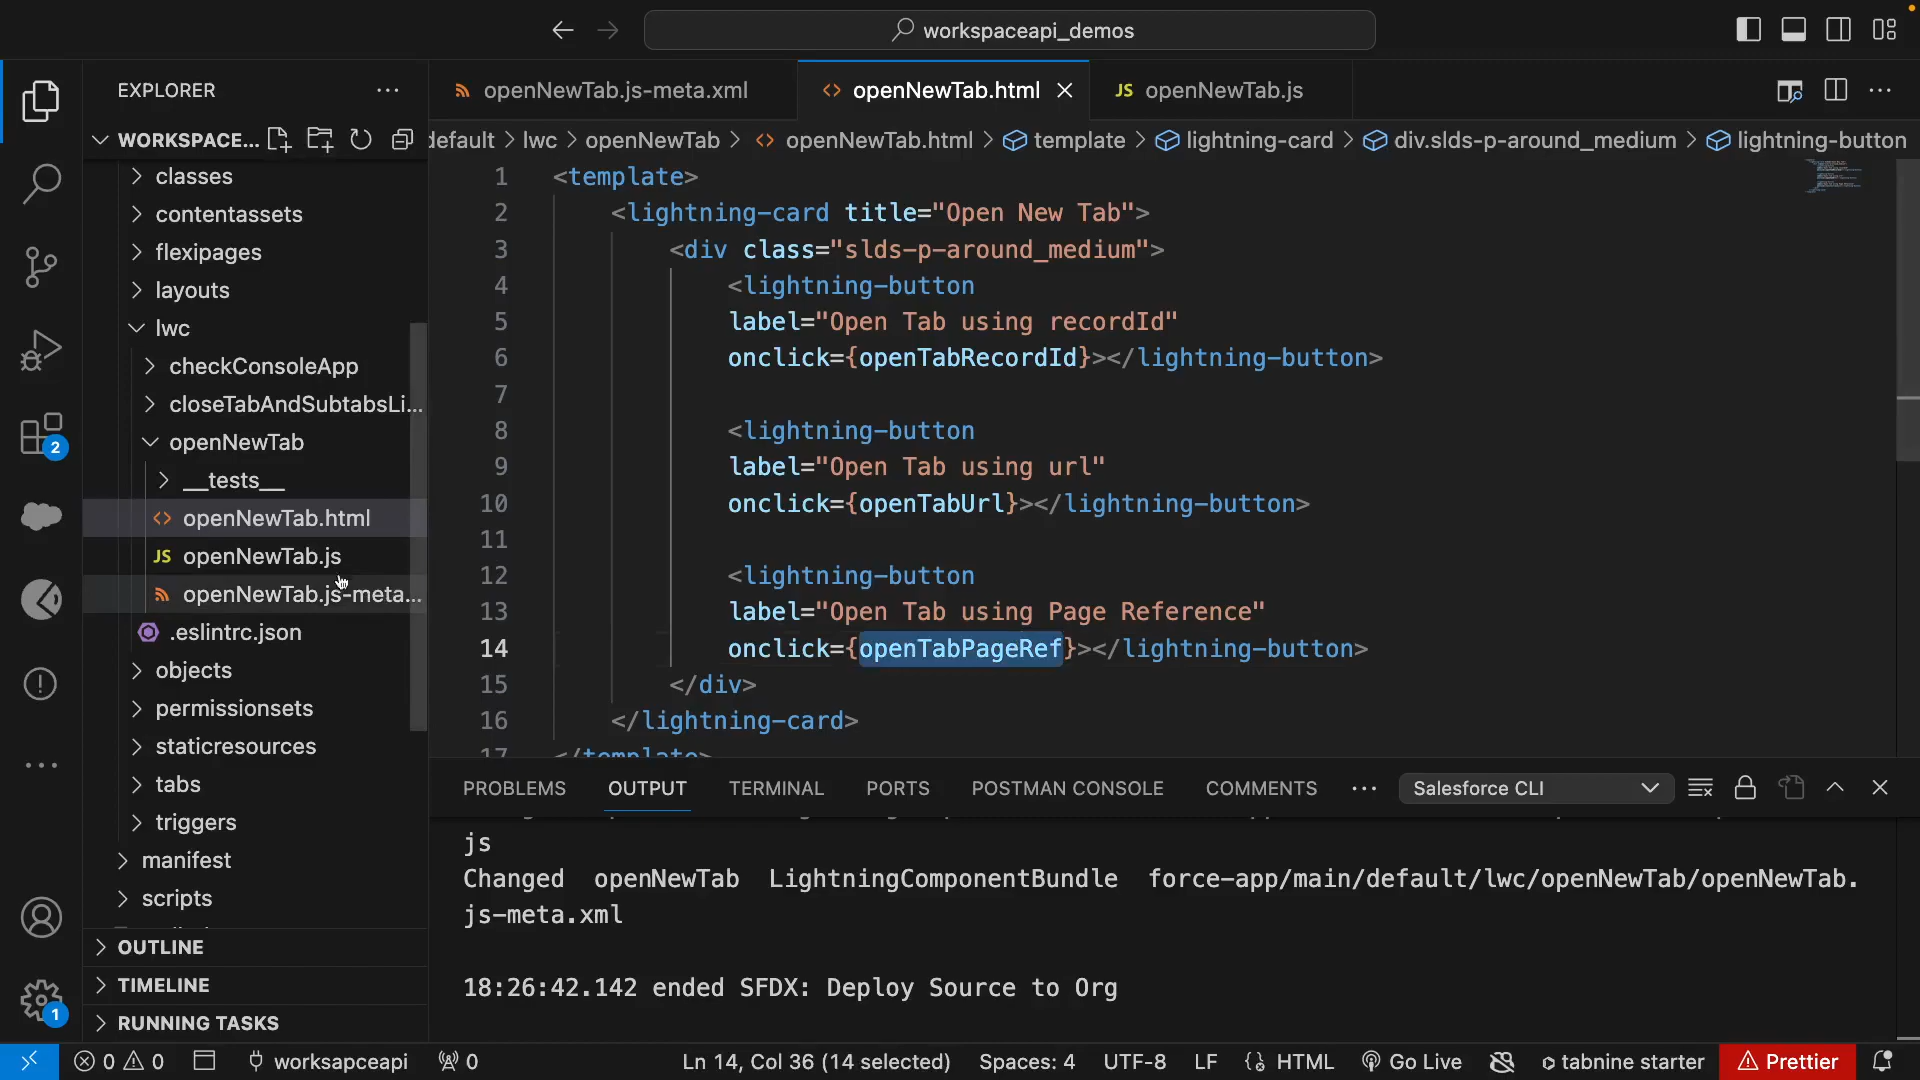 workspaceapi_demos
EXPLORER
WORKSPACE...
classes
contentassets
flexipages
layouts
lwc
checkConsoleApp
closeTabAndSubtabsLi...
openNewTab
__tests__
openNewTab.html
JS openNewTab.js
openNewTab.js-meta...
.eslintrc.json
objects
permissionsets
staticresources
tabs
triggers
manifest
scripts
OUTLINE
TIMELINE
RUNNING TASKS
2
1
openNewTab.js-meta.xml
openNewTab.html
JS openNewTab.js
default > lwc > openNewTab > openNewTab.html > template > lightning-card > div.slds-p-around_medium > lightning-button
1 <template>
2 <lightning-card title="Open New Tab">
3 <div class="slds-p-around_medium">
4 <lightning-button
5 label="Open Tab using recordId"
6 onclick={openTabRecordId}></lightning-button>
7
8 <lightning-button
9 label="Open Tab using url"
10 onclick={openTabUrl}></lightning-button>
11
12 <lightning-button
13 label="Open Tab using Page Reference"
14 onclick={openTabPageRef}></lightning-button>
15 </div>
16 </lightning-card>
17 </template>
PROBLEMS OUTPUT TERMINAL PORTS POSTMAN CONSOLE COMMENTS Salesforce CLI
js
Changed openNewTab LightningComponentBundle force-app/main/default/lwc/openNewTab/openNewTab.
js-meta.xml
18:26:42.142 ended SFDX: Deploy Source to Org
0 0 worksapceapi 0 Ln 14, Col 36 (14 selected) Spaces: 4 UTF-8 LF HTML Go Live tabnine starter Prettier